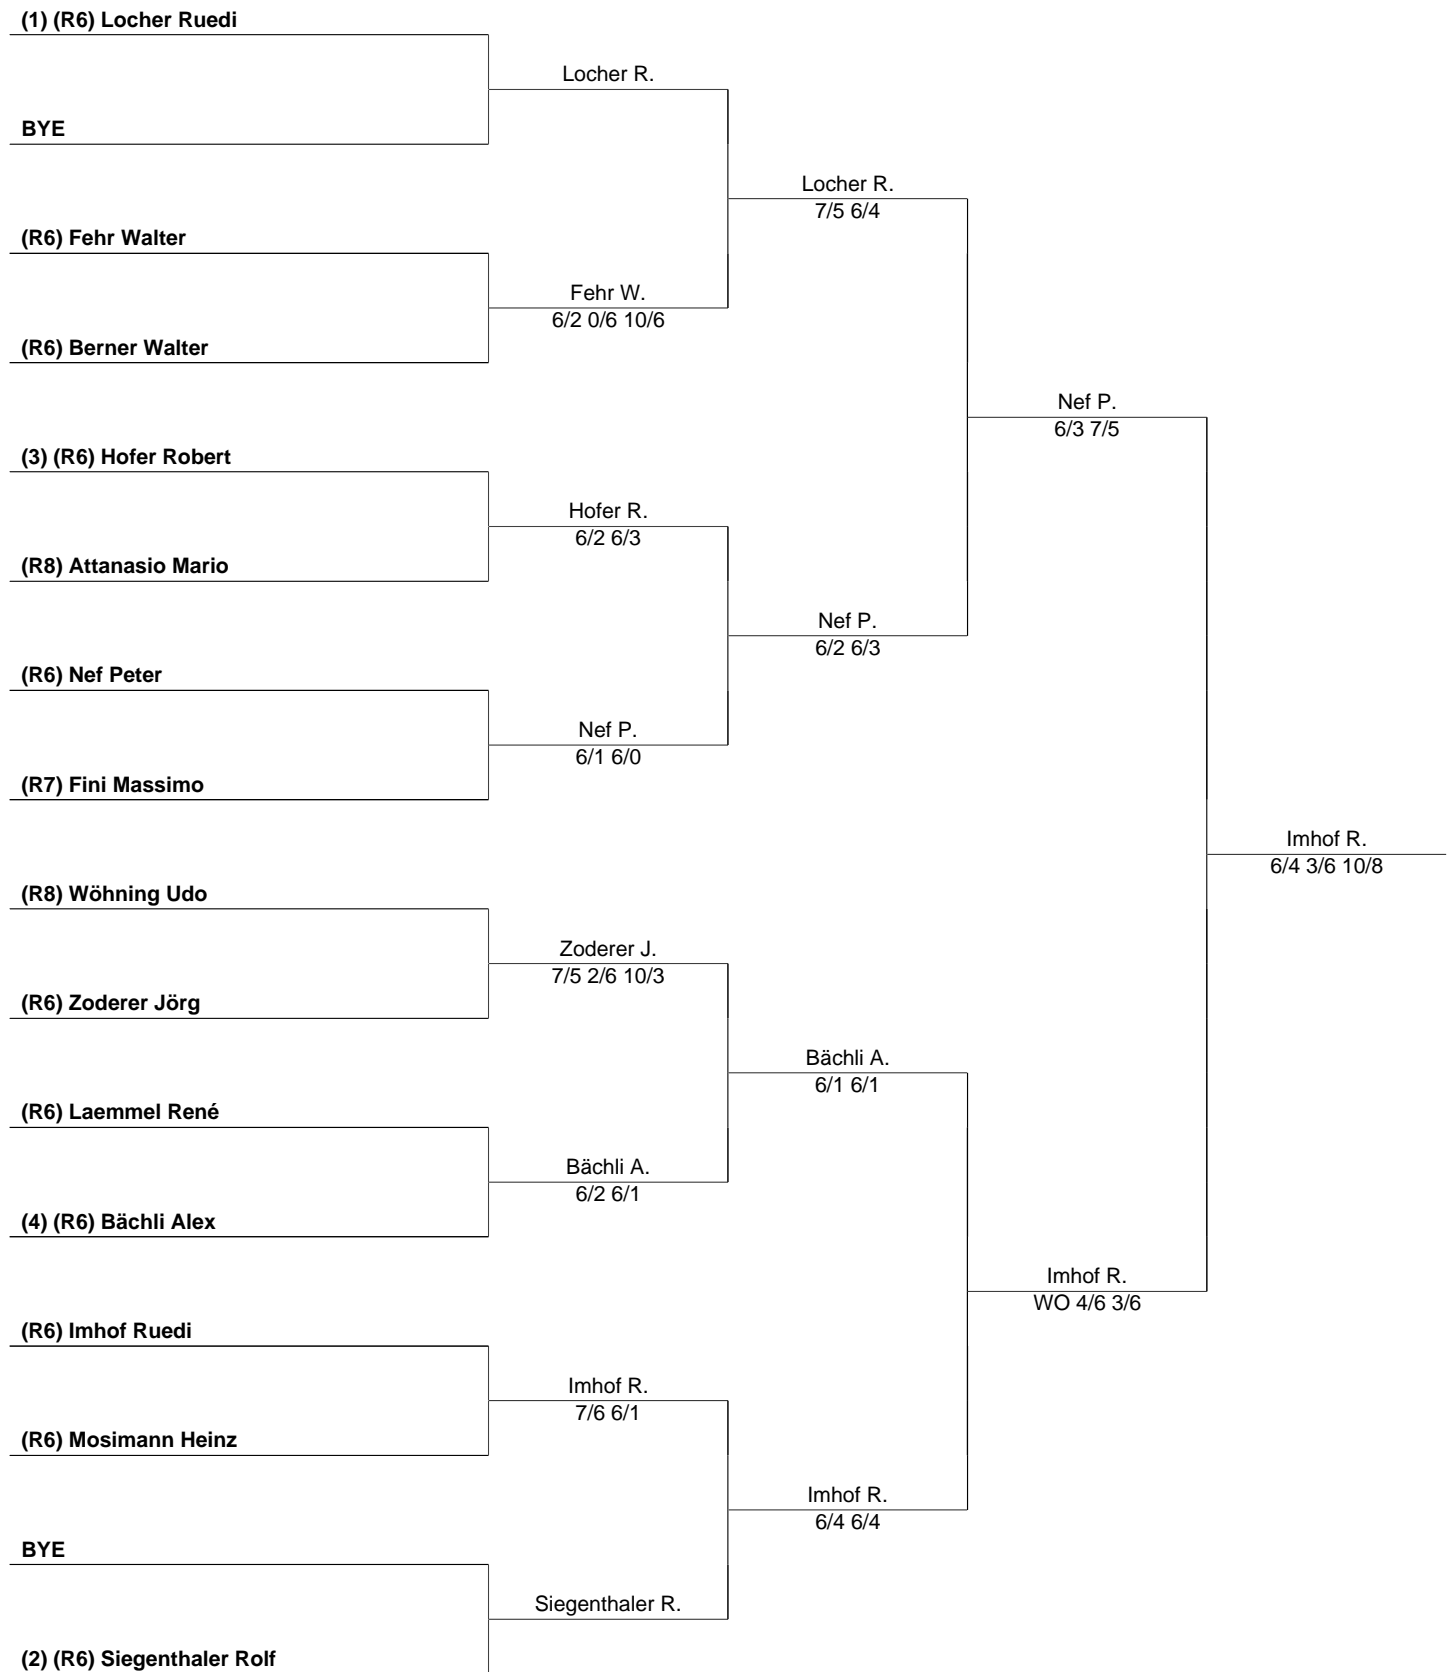 (1) (R6) Locher Ruedi
Locher R.
BYE
Locher R.
7/5 6/4
(R6) Fehr Walter
Fehr W.
6/2 0/6 10/6
(R6) Berner Walter
Nef P.
6/3 7/5
(3) (R6) Hofer Robert
Hofer R.
6/2 6/3
(R8) Attanasio Mario
Nef P.
6/2 6/3
(R6) Nef Peter
Nef P.
6/1 6/0
(R7) Fini Massimo
Imhof R.
6/4 3/6 10/8
(R8) Wöhning Udo
Zoderer J.
7/5 2/6 10/3
(R6) Zoderer Jörg
Bächli A.
6/1 6/1
(R6) Laemmel René
Bächli A.
6/2 6/1
(4) (R6) Bächli Alex
Imhof R.
WO 4/6 3/6
(R6) Imhof Ruedi
Imhof R.
7/6 6/1
(R6) Mosimann Heinz
Imhof R.
6/4 6/4
BYE
Siegenthaler R.
(2) (R6) Siegenthaler Rolf